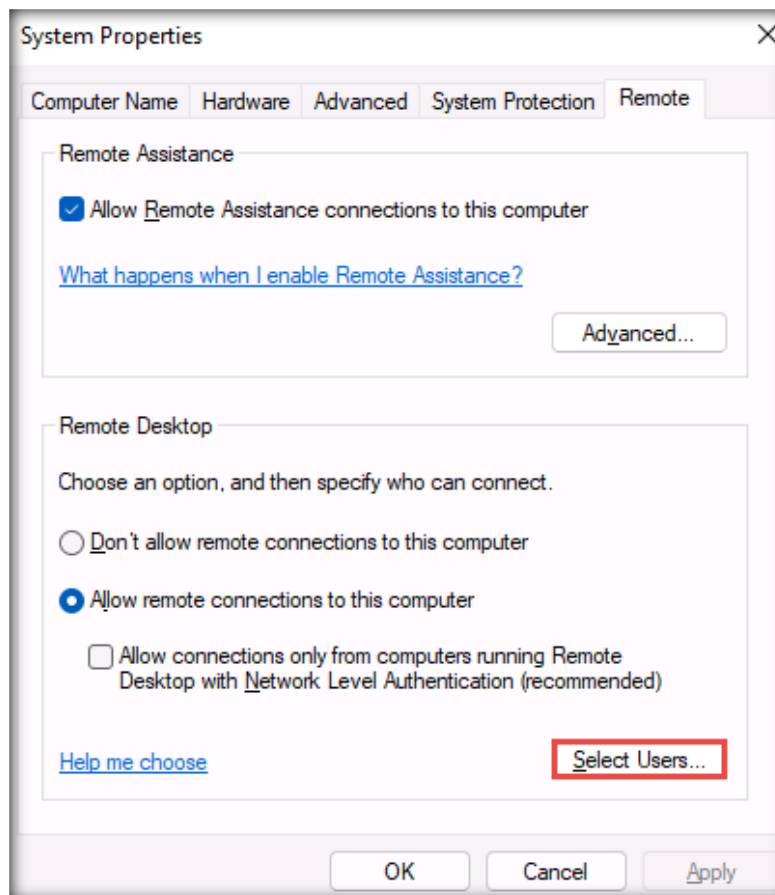 System Properties
Computer Name Hardware Advanced System Protection Remote
Remote Assistance
Allow Remote Assistance connections to this computer
What happens when I enable Remote Assistance?
Advanced...
Remote Desktop
Choose an option, and then specify who can connect.
Don't allow remote connections to this computer
Allow remote connections to this computer
Allow connections only from computers running Remote
Desktop with Network Level Authentication (recommended)
Help me choose Select Users...
OK Cancel Apply